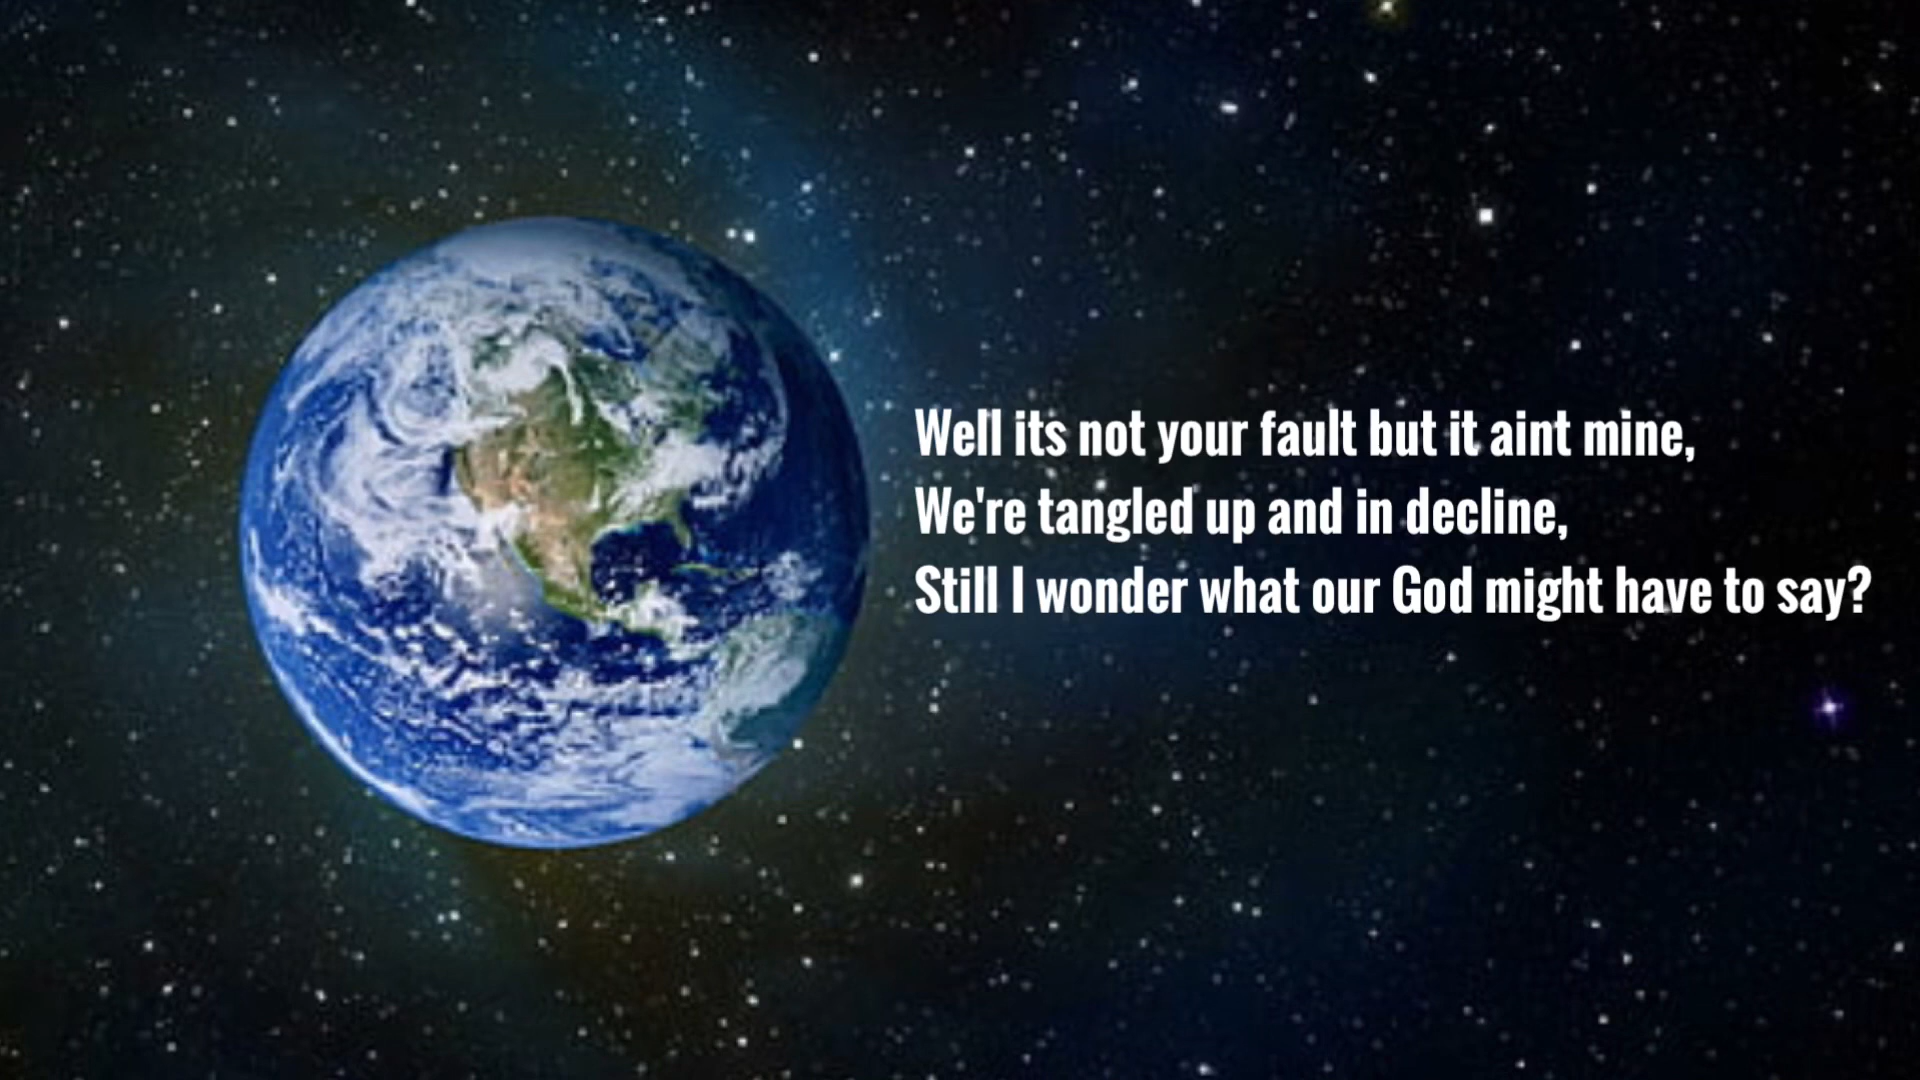 Well its not your fault but it aint mine,
We're tangled up and in decline,
Still I wonder what our God might have to say?